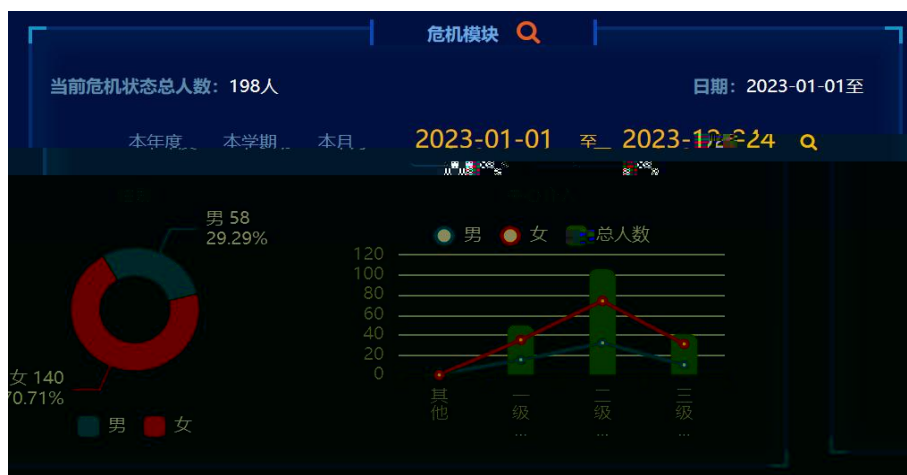 危机模块
当前危机状态总人数：198人
日期：2023-01-01至
本年度 本学期 本月 2023-01-01 至
男 58
29.29%
男 女 总人数
120
100
80
60
40
20
0
其他 一级... 二级... 三级...
女 140
70.71%
男 女